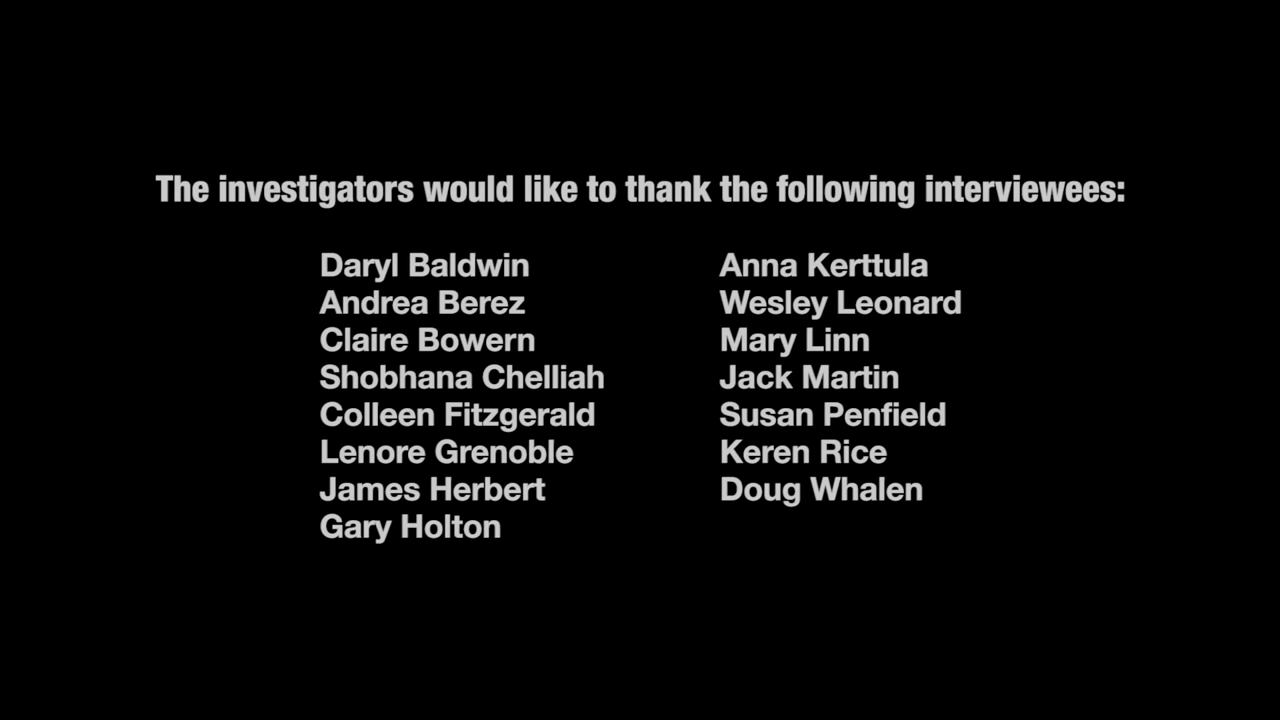 The investigators would like to thank the following interviewees:
Daryl Baldwin
Andrea Berez
Claire Bowern
Shobhana Chelliah
Colleen Fitzgerald
Lenore Grenoble
James Herbert
Gary Holton
Anna Kerttula
Wesley Leonard
Mary Linn
Jack Martin
Susan Penfield
Keren Rice
Doug Whalen